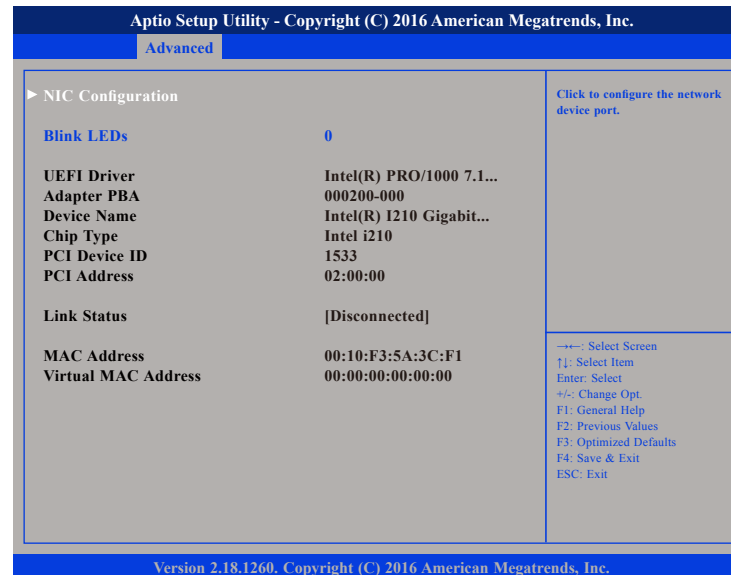 Aptio Setup Utility - Copyright (C) 2016 American Megatrends, Inc.
Advanced
► NIC Configuration
Blink LEDs 0
UEFI Driver Intel(R) PRO/1000 7.1...
Adapter PBA 000200-000
Device Name Intel(R) I210 Gigabit...
Chip Type Intel i210
PCI Device ID 1533
PCI Address 02:00:00
Link Status [Disconnected]
MAC Address 00:10:F3:5A:3C:F1
Virtual MAC Address 00:00:00:00:00:00
Click to configure the network
device port.
→←: Select Screen
↑↓: Select Item
Enter: Select
+/-: Change Opt.
F1: General Help
F2: Previous Values
F3: Optimized Defaults
F4: Save & Exit
ESC: Exit
Version 2.18.1260. Copyright (C) 2016 American Megatrends, Inc.